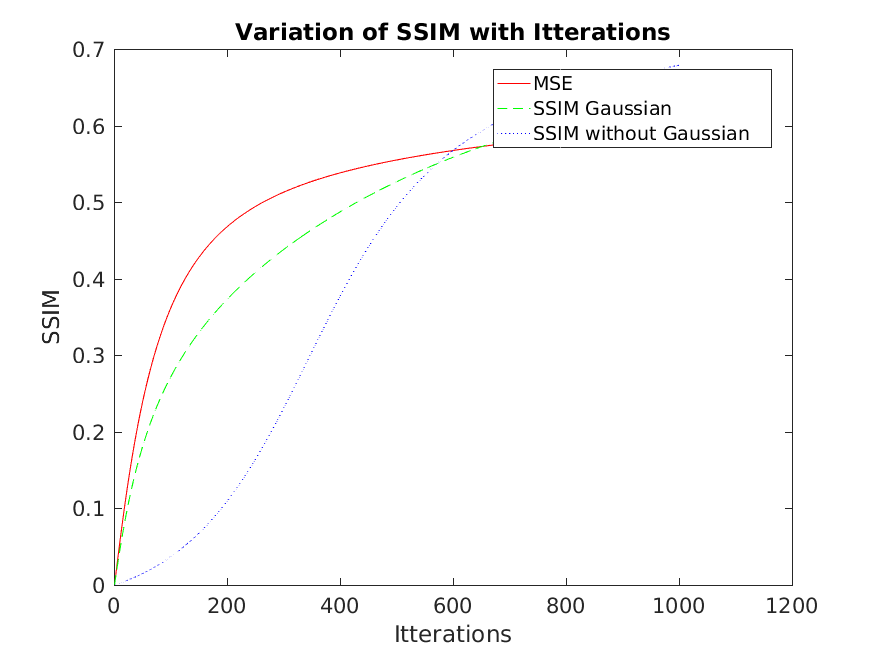 Variation of SSIM with Itterations
0.7
0.6
0.5
0.4
0.3
0.2
0.1
0
SSIM
MSE
SSIM Gaussian
SSIM without Gaussian
0 200 400 600 800 1000 1200
Itterations